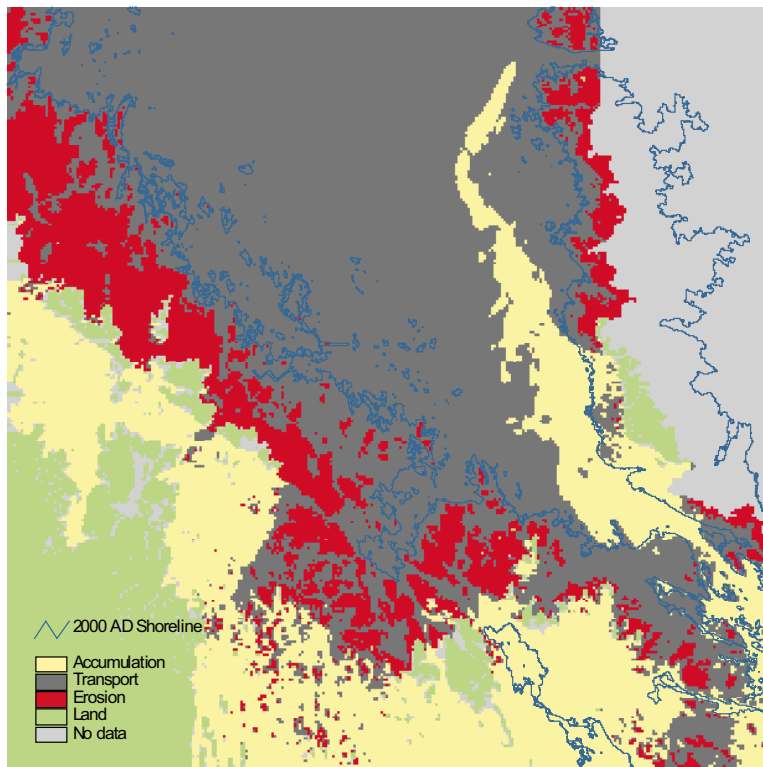 2000 AD Shoreline
Accumulation
Transport
Erosion
Land
No data